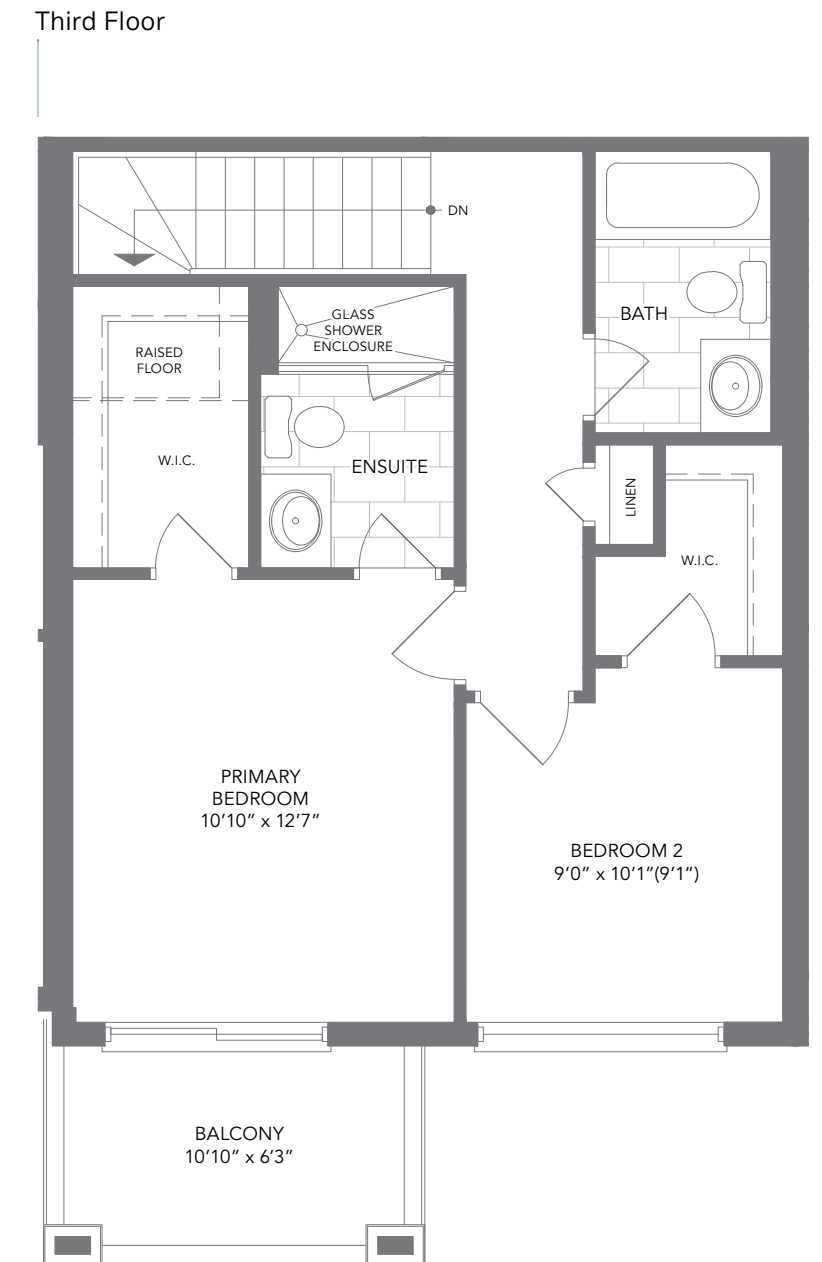 Third Floor
DN
GLASS
SHOWER
ENCLOSURE
BATH
RAISED
FLOOR
W.I.C.
ENSUITE
LINEN
W.I.C.
PRIMARY
BEDROOM
10'10" x 12'7"
BEDROOM 2
9'0" x 10'1"(9'1")
BALCONY
10'10" x 6'3"